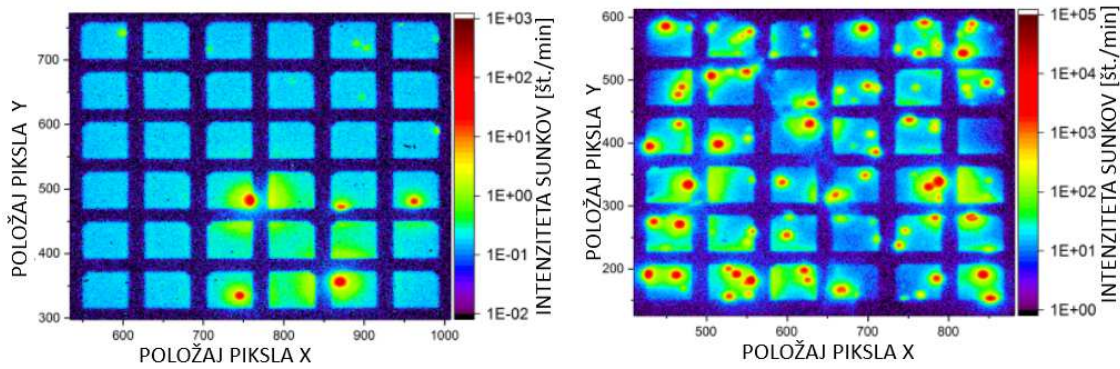 700
600
500
400
300
600
700
800
900
1000
POLOŽAJ PIKSLA Y
POLOŽAJ PIKSLA X
1E+03
1E+02
1E+01
1E+00
1E-01
1E-02
INTENZITETA SUNKOV [št./min]
600
500
400
300
200
500
600
700
800
POLOŽAJ PIKSLA Y
POLOŽAJ PIKSLA X
1E+05
1E+04
1E+03
1E+02
1E+01
1E+00
INTENZITETA SUNKOV [št./min]